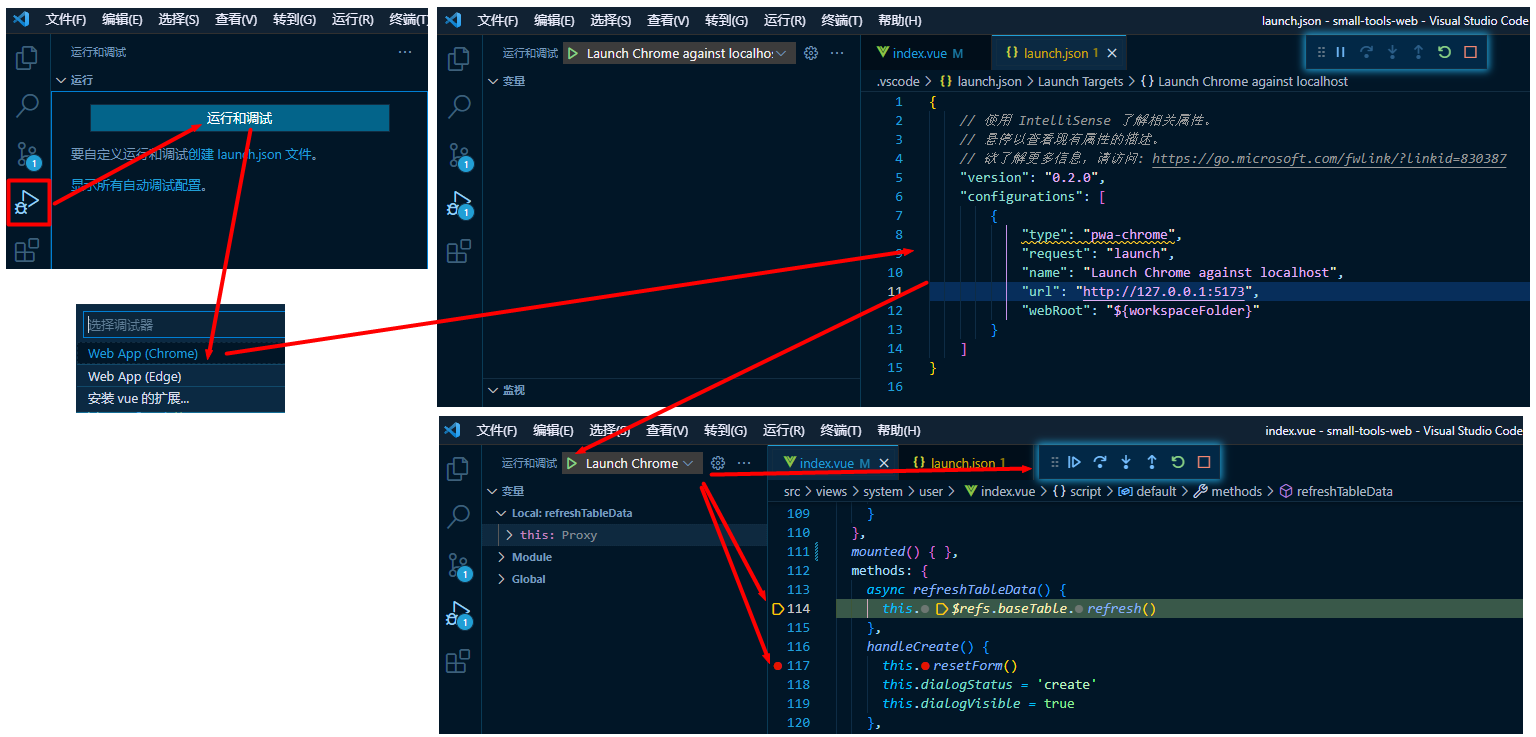 文件(F) 编辑(E) 选择(S) 查看(V) 转到(G) 运行(R) 终端(T)
运行和调试
运行
运行和调试
要自定义运行和调试创建 launch.json 文件。
显示所有自动调试配置。
1
选择调试器
Web App (Chrome)
Web App (Edge)
安装 vue 的扩展...
文件(F) 编辑(E) 选择(S) 查看(V) 转到(G) 运行(R) 终端(T) 帮助(H)
launch.json - small-tools-web - Visual Studio Code
运行和调试 Launch Chrome against localho:
变量
监视
1
1
index.vue M
launch.json 1
.vscode > {} launch.json > Launch Targets > {} Launch Chrome against localhost
1 {
2 // 使用 IntelliSense 了解相关属性。
3 // 悬停以查看现有属性的描述。
4 // 欲了解更多信息，请访问: https://go.microsoft.com/fwlink/?linkid=830387
5 "version": "0.2.0",
6 "configurations": [
7 {
8 "type": "pwa-chrome",
9 "request": "launch",
10 "name": "Launch Chrome against localhost",
11 "url": "http://127.0.0.1:5173",
12 "webRoot": "${workspaceFolder}"
13 }
14 ]
15 }
16
文件(F) 编辑(E) 选择(S) 查看(V) 转到(G) 运行(R) 终端(T) 帮助(H)
index.vue - small-tools-web - Visual Studio Code
运行和调试 Launch Chrome
变量
Local: refreshTableData
this: Proxy
Module
Global
1
1
index.vue M
launch.json 1
src > views > system > user > index.vue > {} script > default > methods > refreshTableData
109 }
110 },
111 mounted() { },
112 methods: {
113 async refreshTableData() {
114 this.$refs.baseTable.refresh()
115 },
116 handleCreate() {
117 this.resetForm()
118 this.dialogStatus = 'create'
119 this.dialogVisible = true
120 },